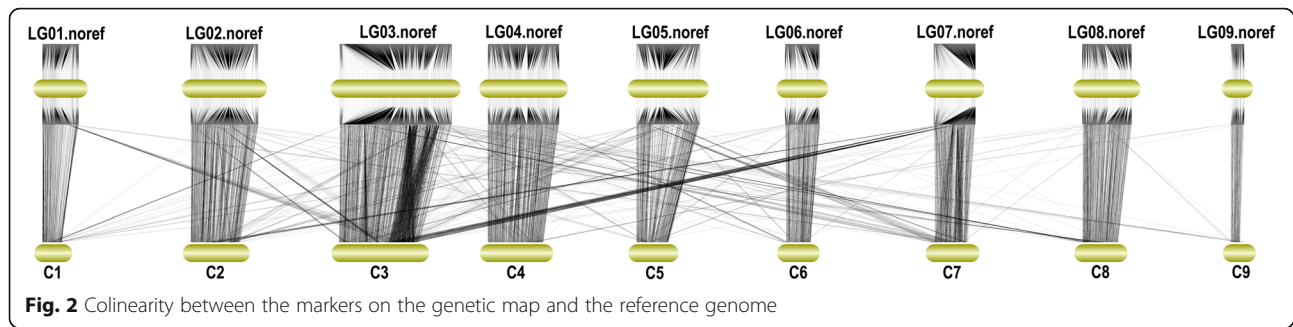 LG01.noref LG02.noref LG03.noref LG04.noref LG05.noref LG06.noref LG07.noref LG08.noref LG09.noref
C1 C2 C3 C4 C5 C6 C7 C8 C9
Fig. 2 Colinearity between the markers on the genetic map and the reference genome